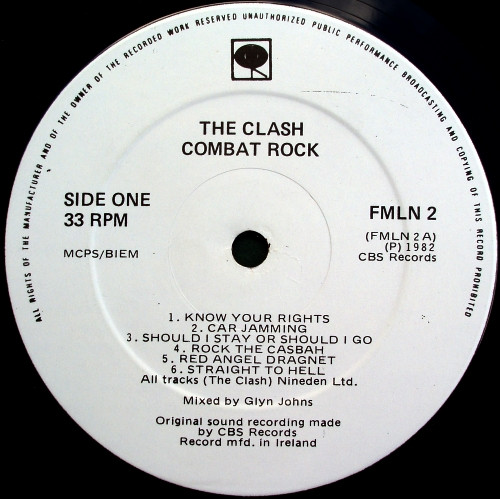 ALL RIGHTS OF THE MANUFACTURER AND OF THE OWNER OF THE RECORDED WORK RESERVED UNAUTHORIZED PUBLIC PERFORMANCE BROADCASTING AND COPYING OF THIS RECORD PROHIBITED
THE CLASH
COMBAT ROCK
SIDE ONE
33 RPM
MCPS/BIEM
FMLN 2
(FMLN 2 A)
(P) 1982
CBS Records
1. KNOW YOUR RIGHTS
2. CAR JAMMING
3. SHOULD I STAY OR SHOULD I GO
4. ROCK THE CASBAH
5. RED ANGEL DRAGNET
6. STRAIGHT TO HELL
All tracks (The Clash) Nineden Ltd.
Mixed by Glyn Johns
Original sound recording made
by CBS Records
Record mfd. in Ireland